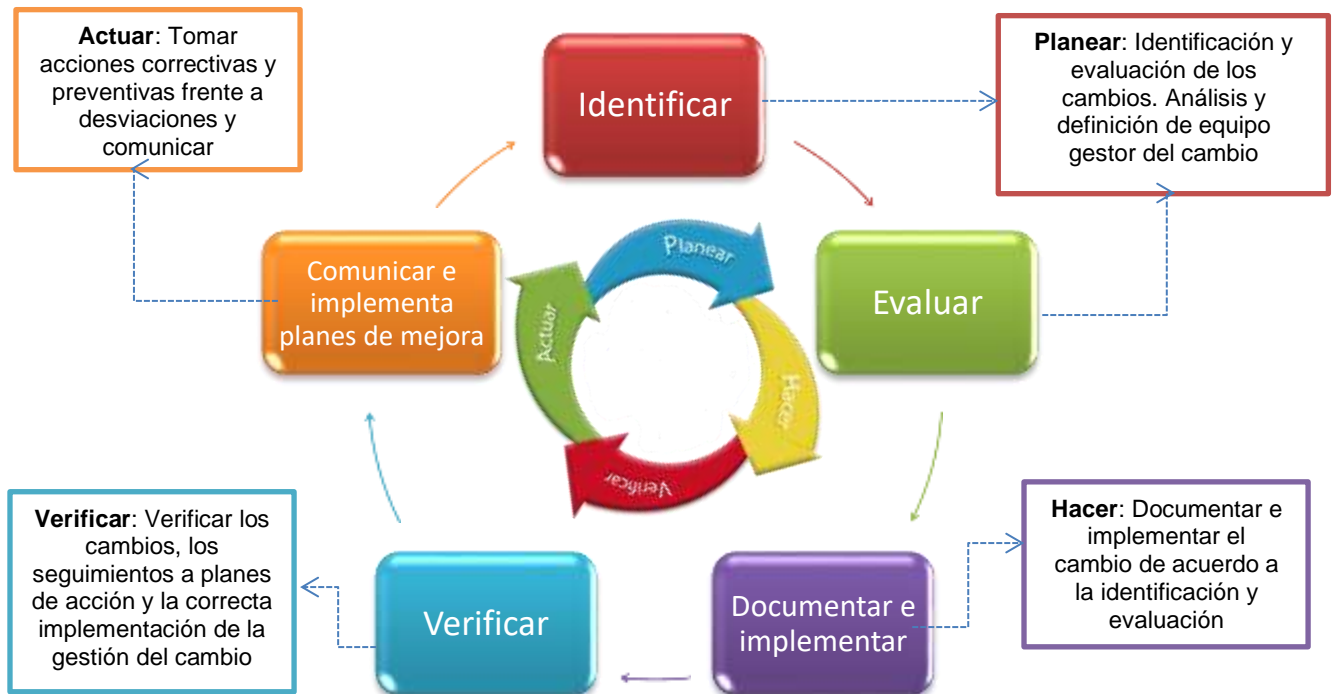 Actuar: Tomar
acciones correctivas y
preventivas frente a
desviaciones y
comunicar
Identificar
Planear: Identificación y
evaluación de los
cambios. Análisis y
definición de equipo
gestor del cambio
Comunicar e
implementa
planes de mejora
Planear
Actuar
Hacer
Verificar
Evaluar
Verificar: Verificar los
cambios, los
seguimientos a planes
de acción y la correcta
implementación de la
gestión del cambio
Verificar
Documentar e
implementar
Hacer: Documentar e
implementar el
cambio de acuerdo a
la identificación y
evaluación